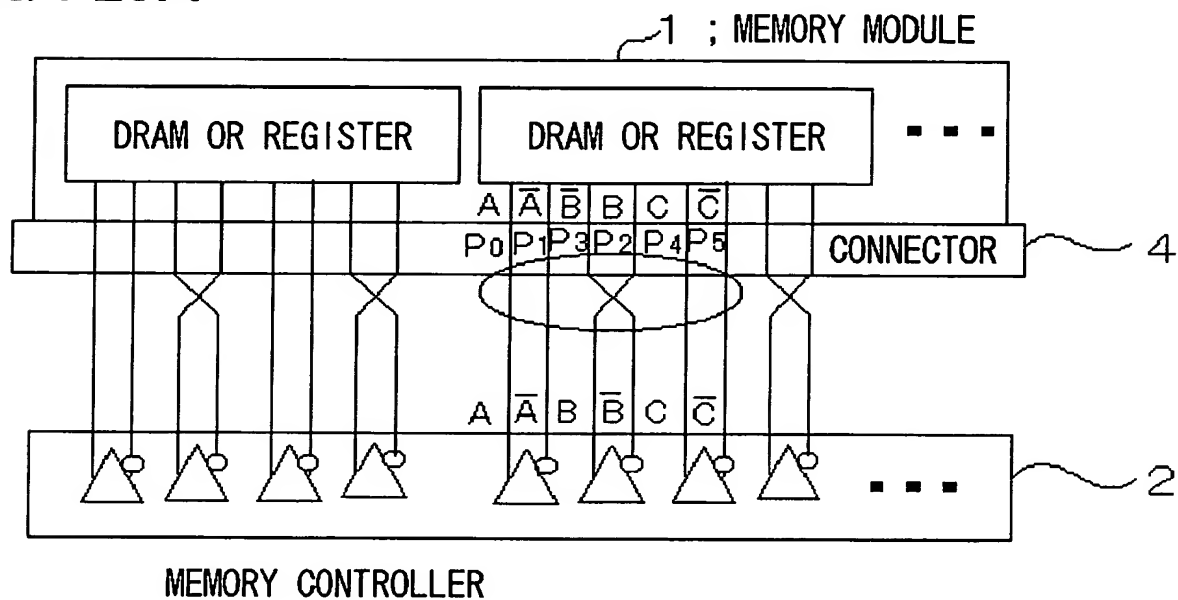 1 ; MEMORY MODULE
DRAM OR REGISTER DRAM OR REGISTER ▪ ▪ ▪
A A̅ B̅ B C C̅
P0 P1 P3 P2 P4 P5 CONNECTOR 4
A A̅ B B̅ C C̅
▪ ▪ ▪ 2
MEMORY CONTROLLER